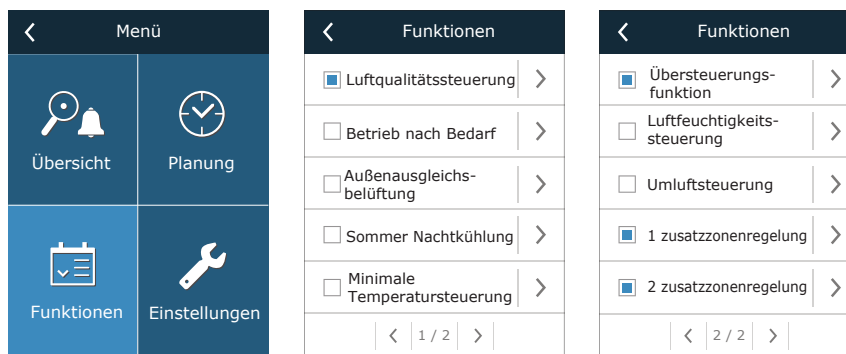 Menü
Übersicht
Planung
Funktionen
Einstellungen
Funktionen
Luftqualitätssteuerung
Betrieb nach Bedarf
Außenausgleichs-
belüftung
Sommer Nachtkühlung
Minimale
Temperatursteuerung
1 / 2
Funktionen
Übersteuerungs-
funktion
Luftfeuchtigkeits-
steuerung
Umluftsteuerung
1 zusatzzonenregelung
2 zusatzzonenregelung
2 / 2